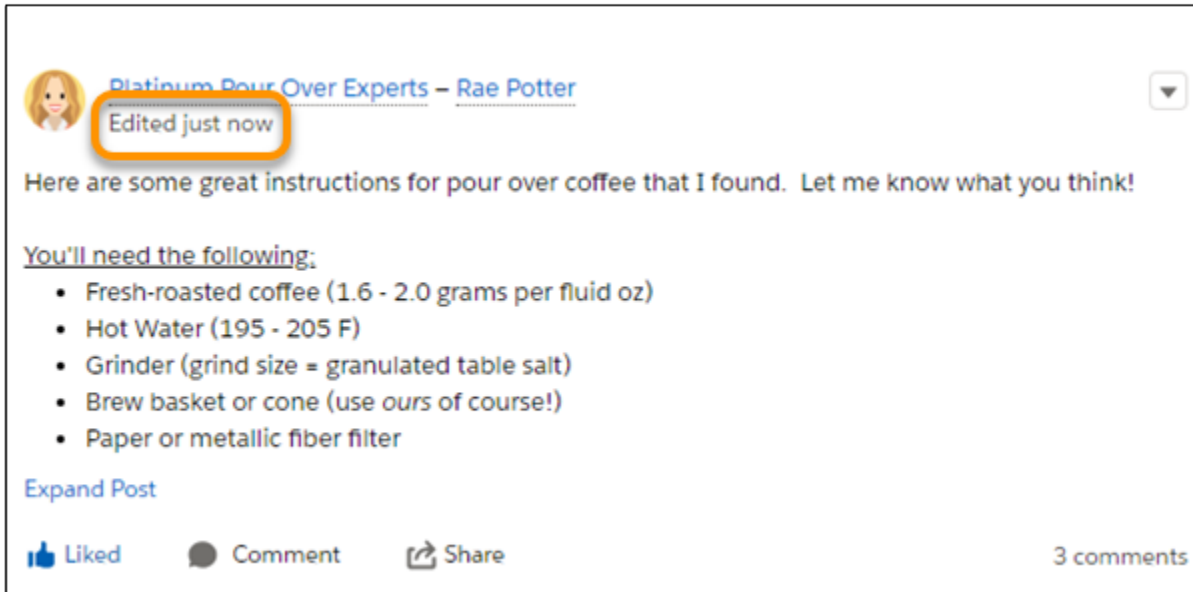 Platinum Pour Over Experts – Rae Potter
Edited just now
Here are some great instructions for pour over coffee that I found.  Let me know what you think!
You'll need the following:
• Fresh-roasted coffee (1.6 - 2.0 grams per fluid oz)
• Hot Water (195 - 205 F)
• Grinder (grind size = granulated table salt)
• Brew basket or cone (use ours of course!)
• Paper or metallic fiber filter
Expand Post
Liked Comment Share 3 comments